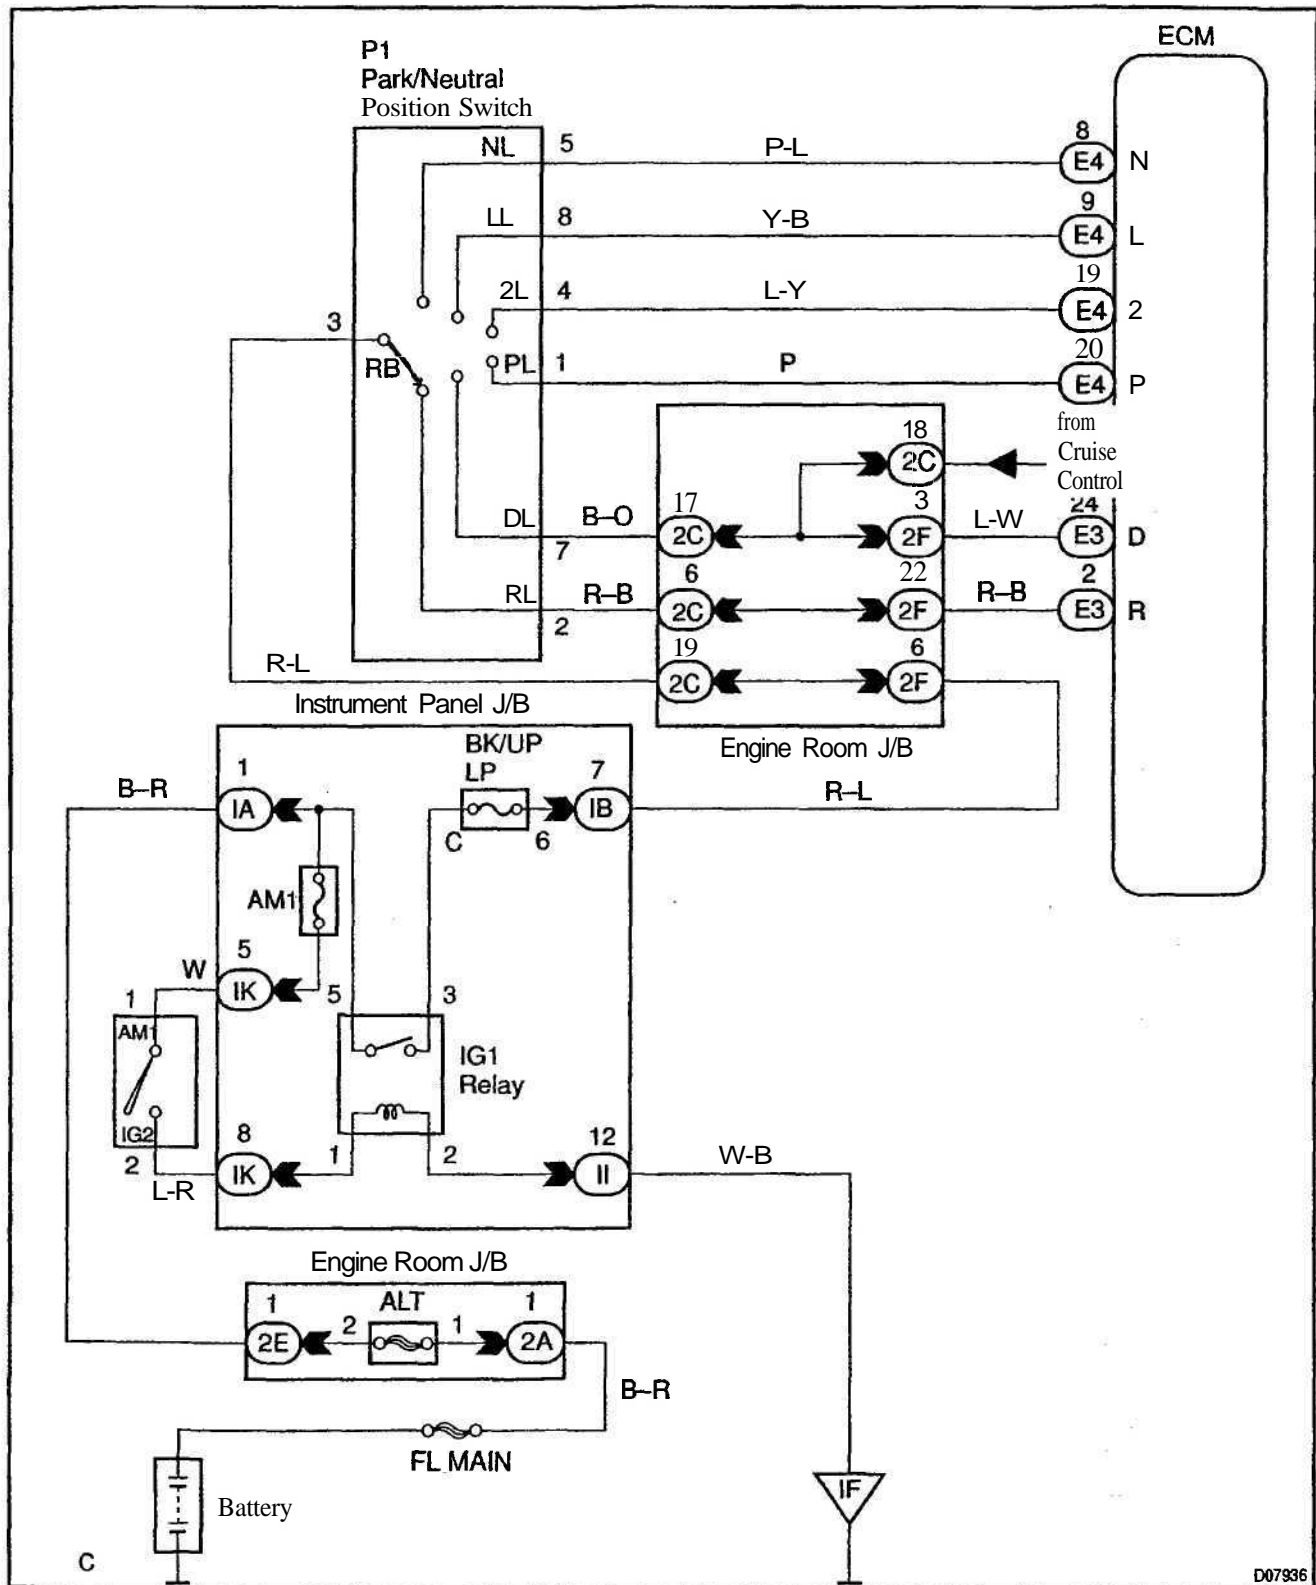 ECM
P1
Park/Neutral
Position Switch
NL 5 P-L 8 E4 N
LL 8 Y-B 9 E4 L
2L 4 L-Y 19 E4 2
3 RB PL 1 P 20 E4 P
from
Cruise
Control
18 2C
DL 7 B-O 17 2C 3 2F L-W 24 E3 D
RL 2 R-B 6 2C 22 2F R-B 2 E3 R
R-L 19 2C 6 2F
Engine Room J/B
Instrument Panel J/B
BK/UP
LP
B-R 1 IA C 6 7 IB R-L
AM1
W 5 IK 5 3
1 AM1
IG1
Relay
IG2 2 L-R 8 IK 1 2 12 II W-B
Engine Room J/B
1 2E 2 ALT 1 1 2A
B-R
FL MAIN
Battery
IF
C
D07936